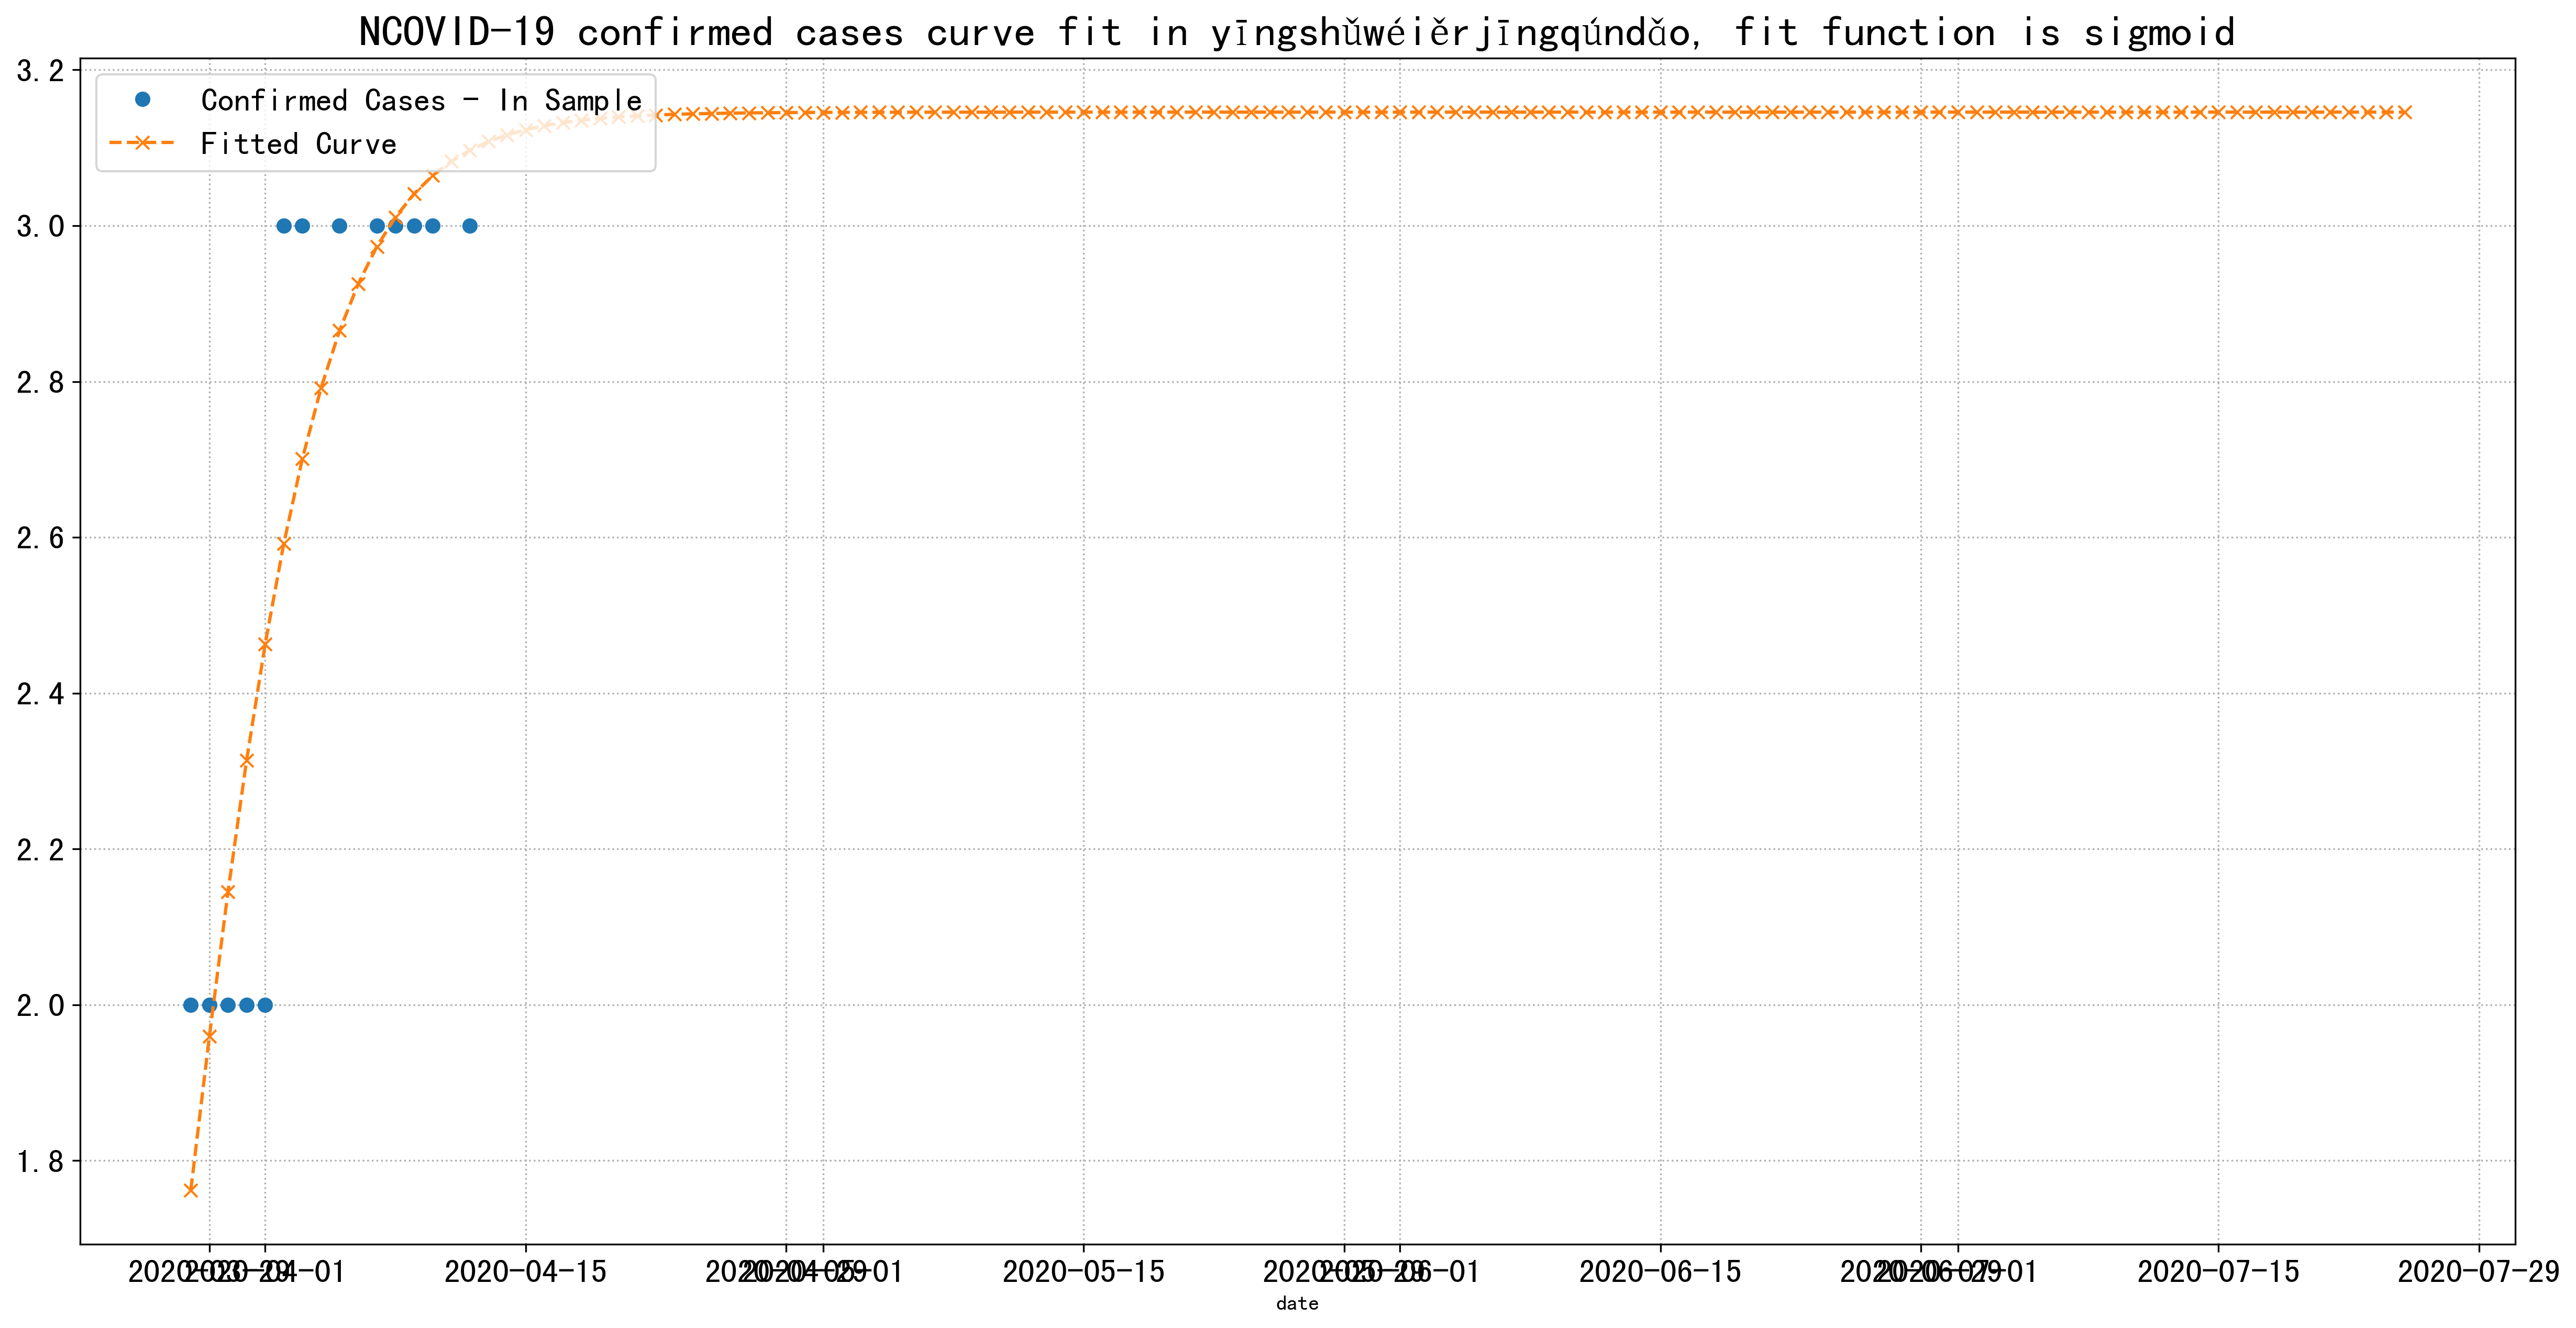 NCOVID-19 confirmed cases curve fit in yīngshǔwéiěrjīngqúndǎo, fit function is sigmoid
Confirmed Cases - In Sample
Fitted Curve
3.2
3.0
2.8
2.6
2.4
2.2
2.0
1.8
2020-03-29 2020-04-01 2020-04-15 2020-04-29 2020-05-01 2020-05-15 2020-05-29 2020-06-01 2020-06-15 2020-06-29 2020-07-01 2020-07-15 2020-07-29
date